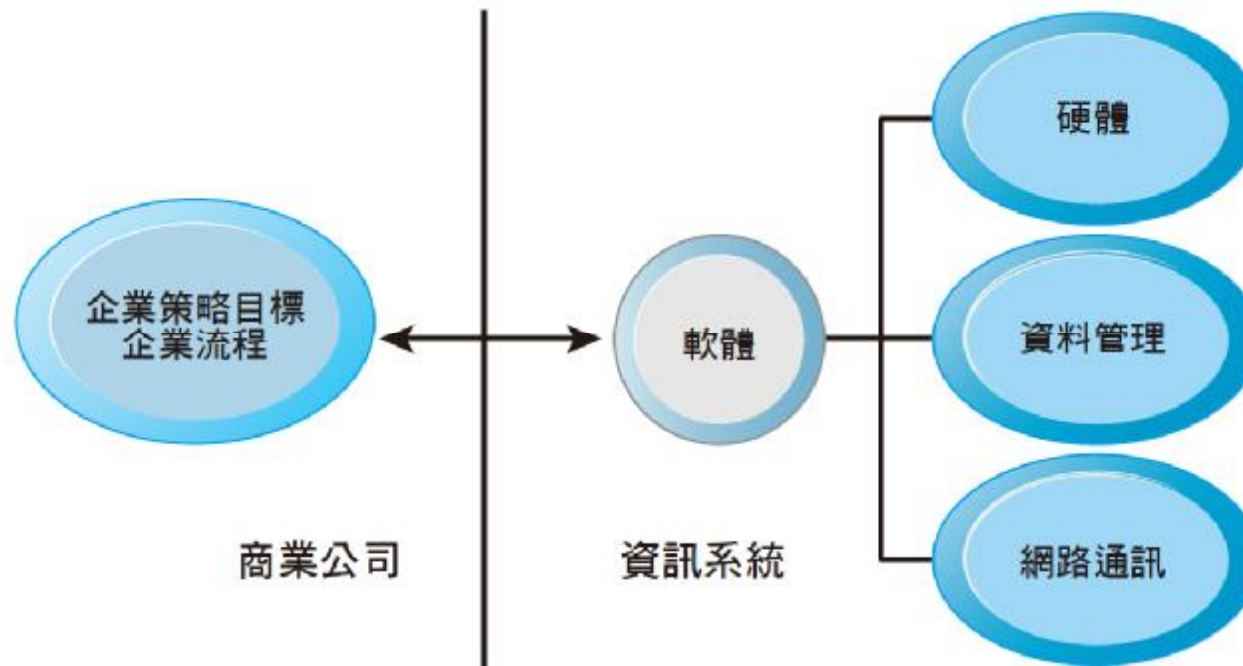 硬體
企業策略目標
企業流程
軟體
資料管理
商業公司
資訊系統
網路通訊